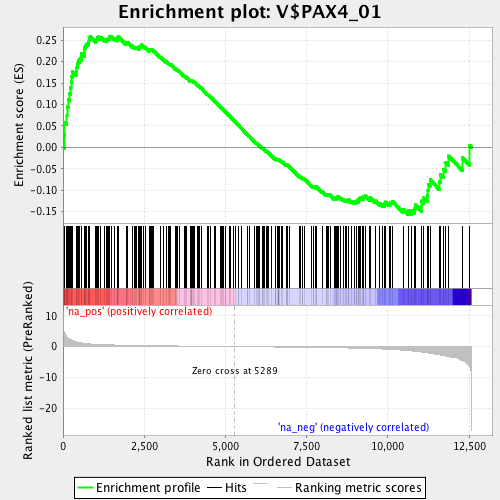 Enrichment plot: V$PAX4_01
Enrichment score (ES)
0.25
0.20
0.15
0.10
0.05
0.00
-0.05
-0.10
-0.15
'na_pos' (positively correlated)
Ranked list metric (PreRanked)
5
0
-5
-10
-15
-20
Zero cross at 5289
'na_neg' (negatively correlated)
0
2,500
5,000
7,500
10,000
12,500
Rank in Ordered Dataset
Enrichment profile
Hits
Ranking metric scores